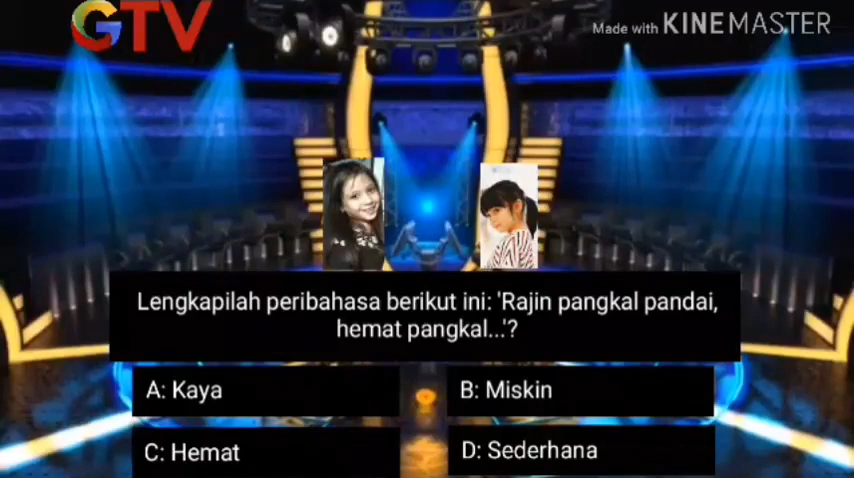 GTV
Made with KINEMASTER
Lengkapilah peribahasa berikut ini: 'Rajin pangkal pandai,
hemat pangkal...'?
A: Kaya
B: Miskin
C: Hemat
D: Sederhana